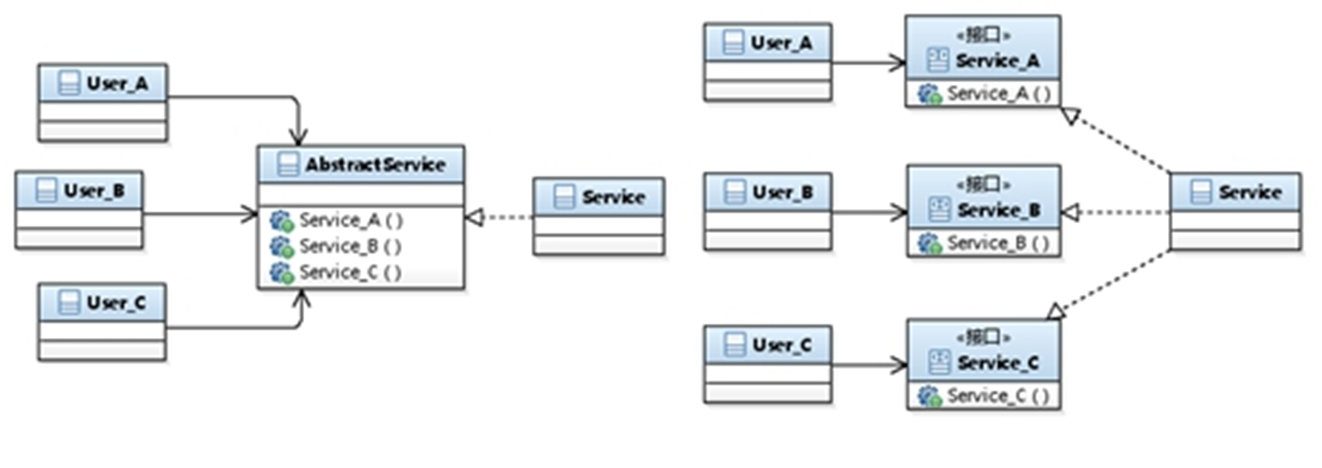 User_A
User_B
User_C
AbstractService
Service_A ( )
Service_B ( )
Service_C ( )
Service
User_A
«接口»
Service_A
Service_A ( )
User_B
«接口»
Service_B
Service_B ( )
Service
User_C
«接口»
Service_C
Service_C ( )